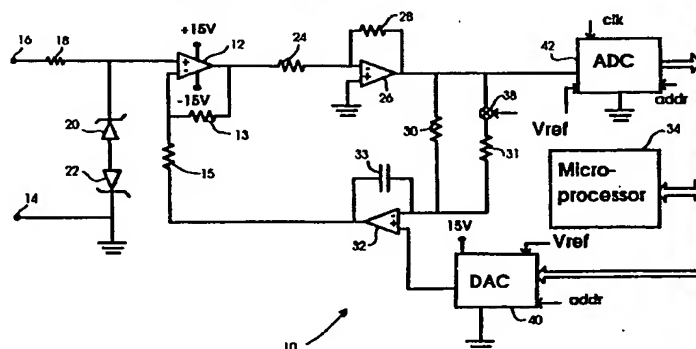 +15V
16
18
12
24
28
clk
42
ADC
26
-15V
13
addr
Vref
20
15
30
38
31
34
Micro-
processor
22
33
14
32
15V
Vref
DAC
addr
40
10